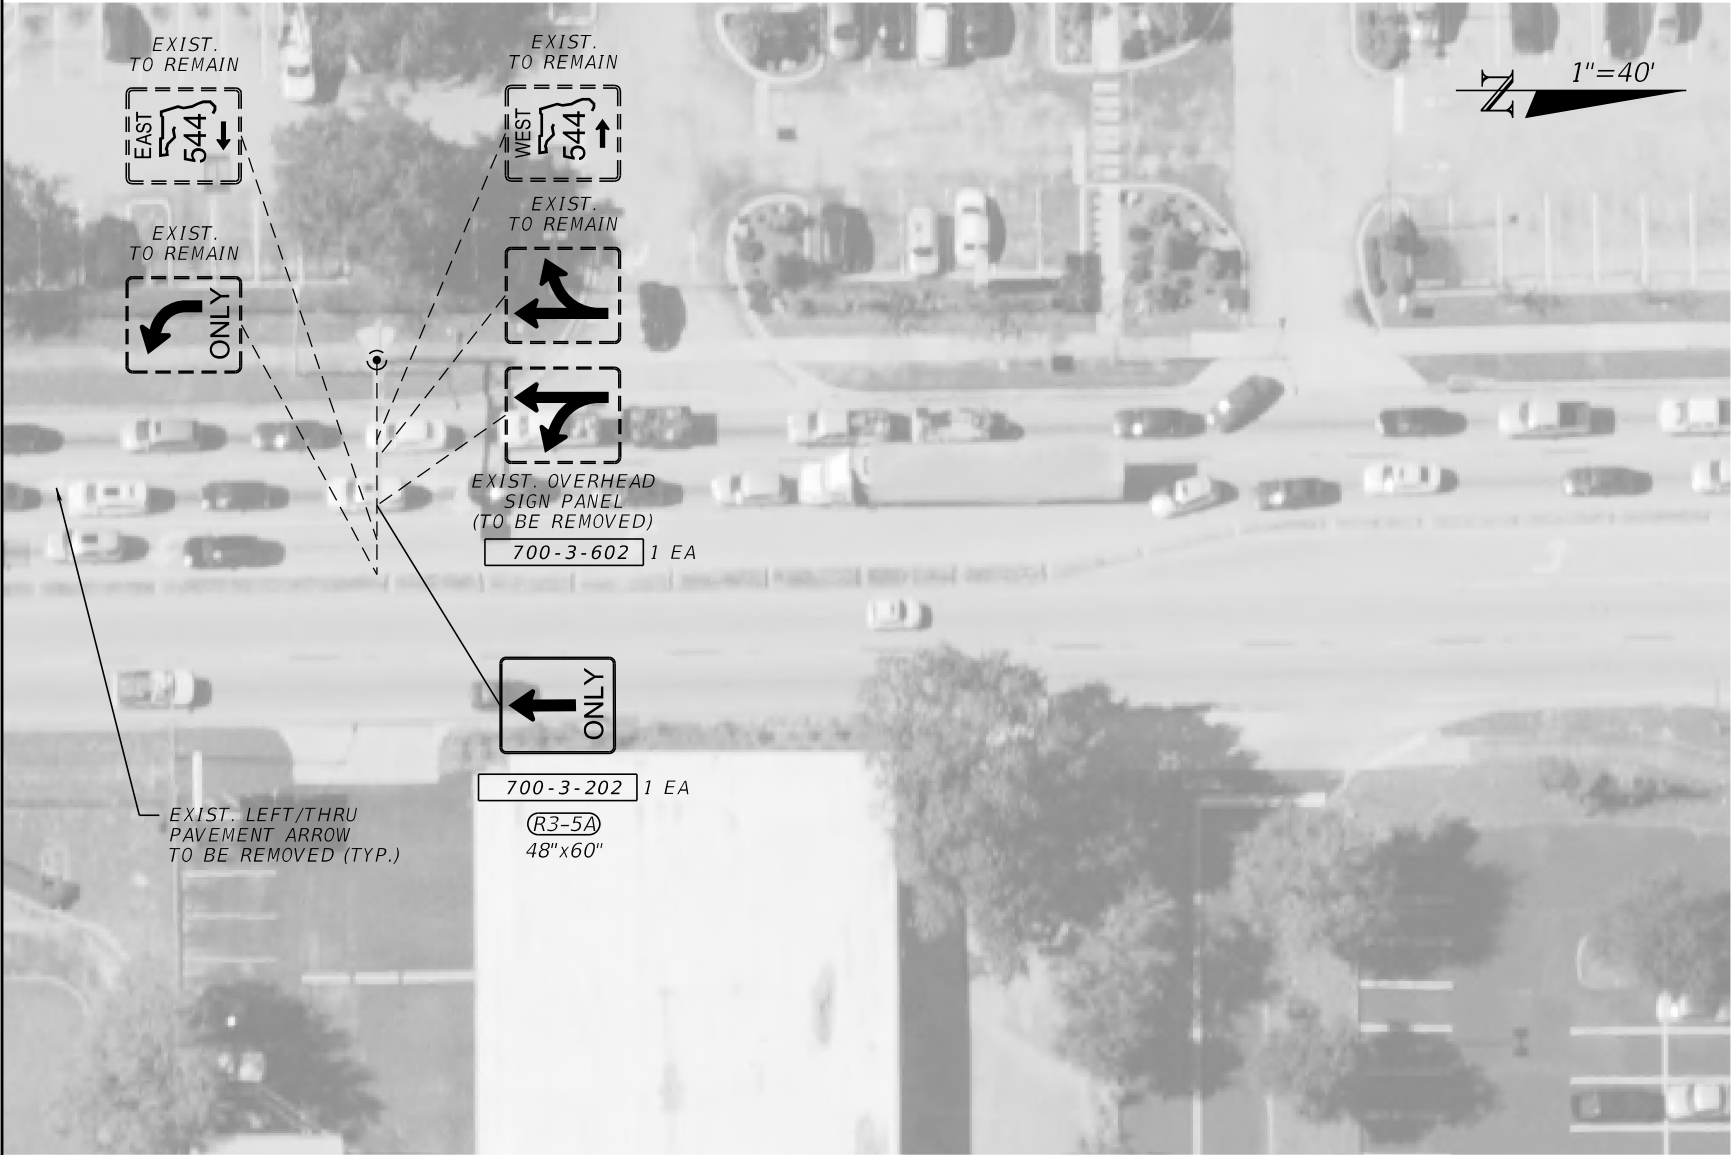 EXIST.
TO REMAIN
EAST
544
EXIST.
TO REMAIN
WEST
544
1"=40'
N
EXIST.
TO REMAIN
ONLY
EXIST.
TO REMAIN
EXIST. OVERHEAD
SIGN PANEL
(TO BE REMOVED)
700-3-602 1 EA
ONLY
700-3-202 1 EA
R3-5A
48"x60"
EXIST. LEFT/THRU
PAVEMENT ARROW
TO BE REMOVED (TYP.)